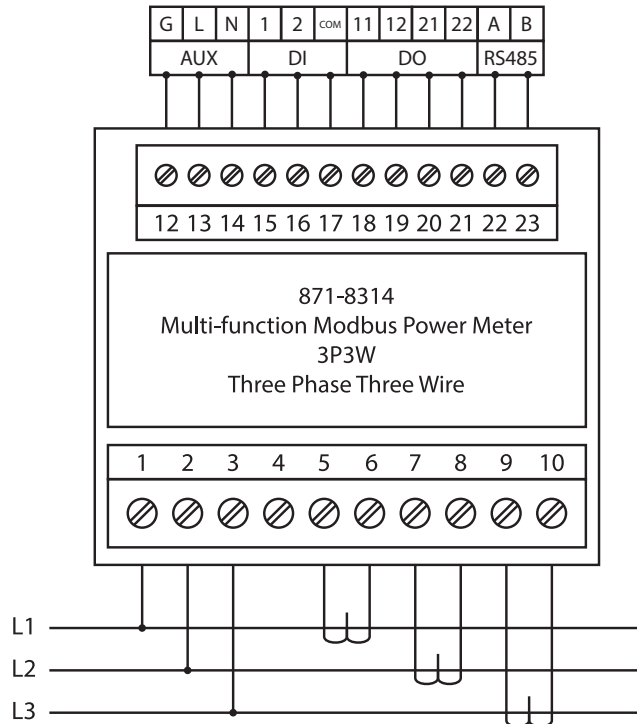 G L N 1 2 COM 11 12 21 22 A B
AUX DI DO RS485
12 13 14 15 16 17 18 19 20 21 22 23
871-8314
Multi-function Modbus Power Meter
3P3W
Three Phase Three Wire
1 2 3 4 5 6 7 8 9 10
L1
L2
L3